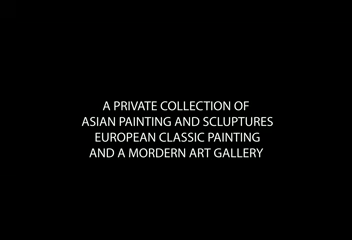 A PRIVATE COLLECTION OF
ASIAN PAINTING AND SCLUPTURES
EUROPEAN CLASSIC PAINTING
AND A MORDERN ART GALLERY